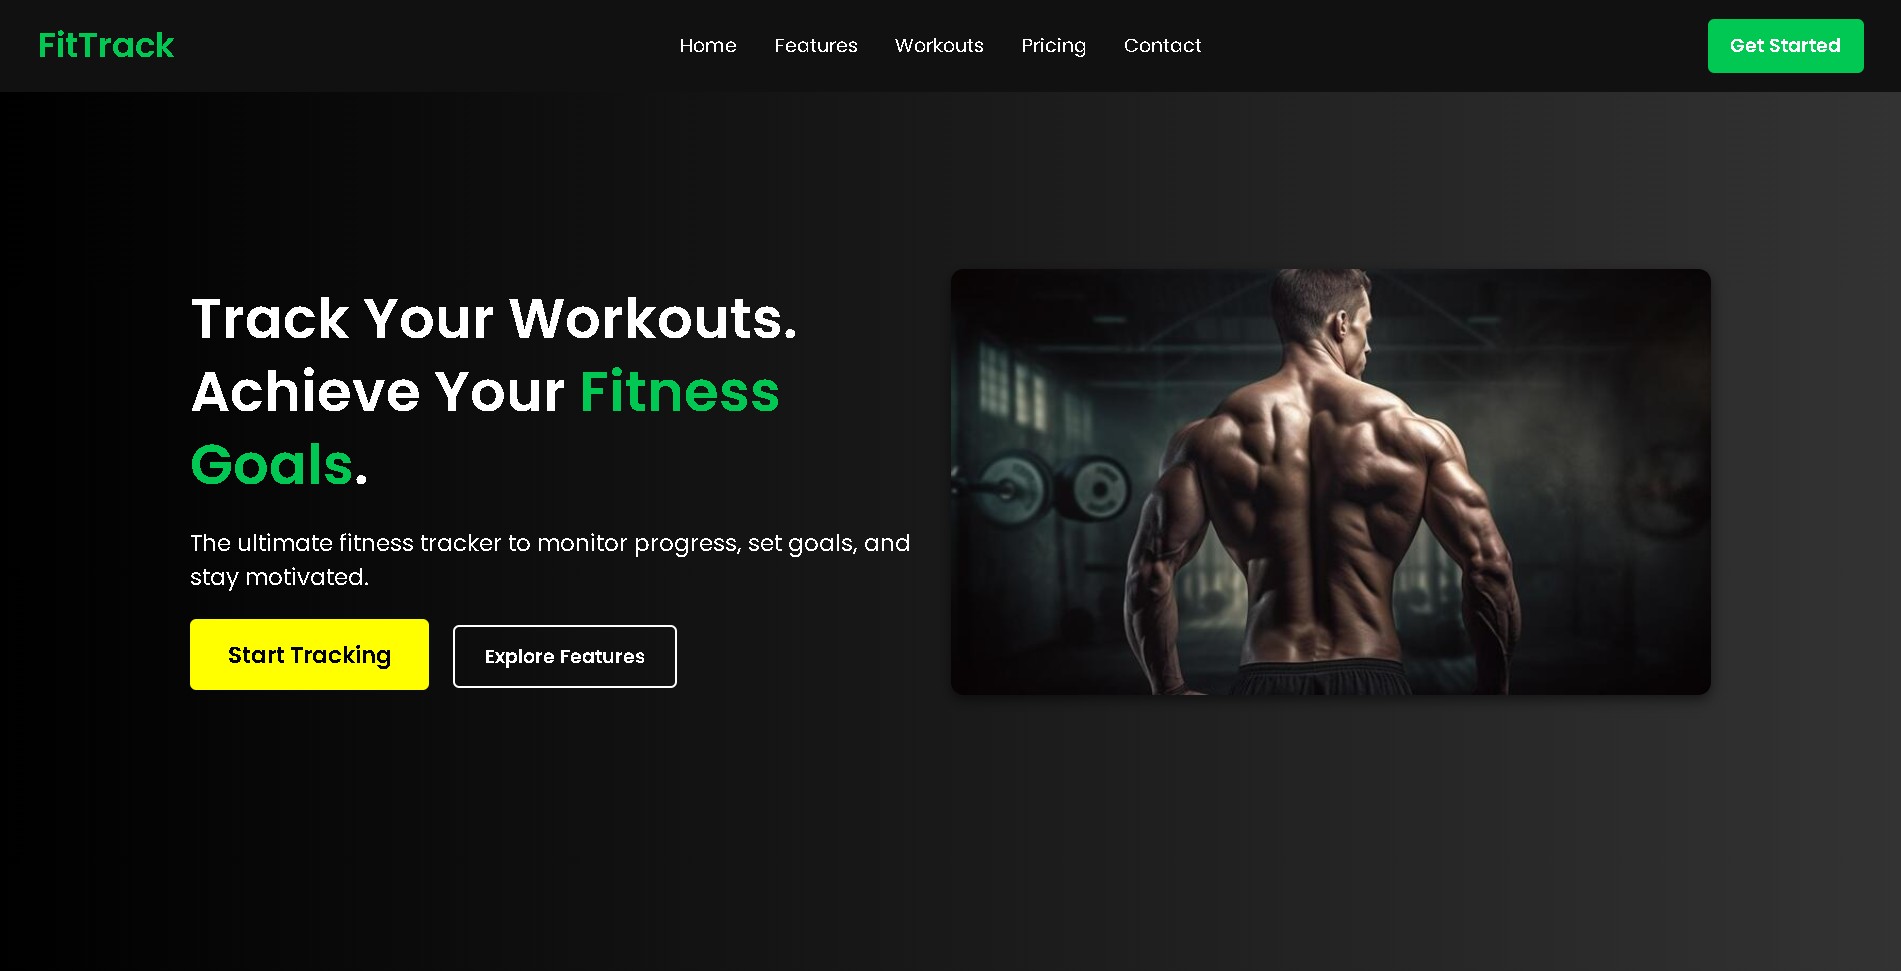 FitTrack
Home
Features
Workouts
Pricing
Contact
Get Started
Track Your Workouts.
Achieve Your Fitness
Goals.
The ultimate fitness tracker to monitor progress, set goals, and
stay motivated.
Start Tracking
Explore Features